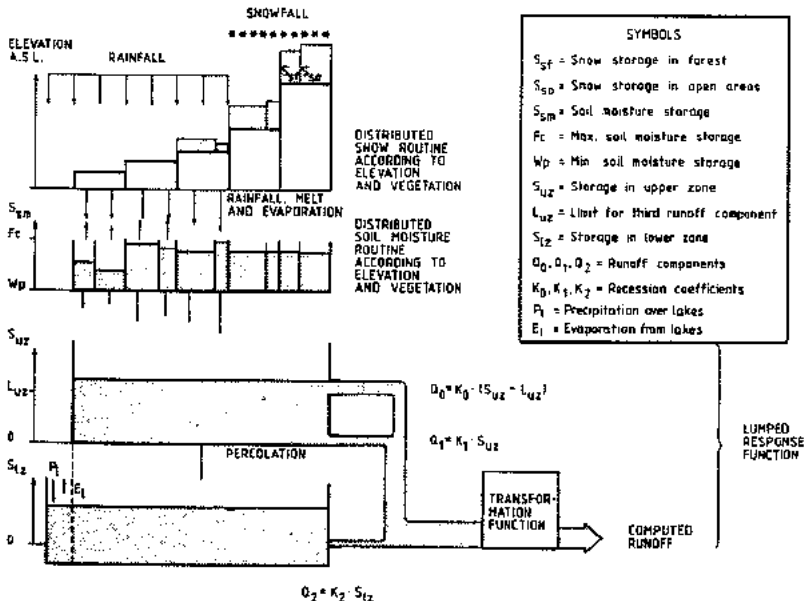 SNOWFALL
ELEVATION
A.S.L.
RAINFALL
Ssf
Sso
DISTRIBUTED
SNOW ROUTINE
ACCORDING TO
ELEVATION
AND VEGETATION
RAINFALL, MELT
AND EVAPORATION
Ssm
Fc
Wp
DISTRIBUTED
SOIL MOISTURE
ROUTINE
ACCORDING TO
ELEVATION
AND VEGETATION
Suz
Luz
0
Q0 = K0 · (Suz - Luz)
Q1 = K1 · Suz
PERCOLATION
Slz
Pl
El
0
TRANSFOR-
MATION
FUNCTION
COMPUTED
RUNOFF
Q2 = K2 · Slz
LUMPED
RESPONSE
FUNCTION
SYMBOLS
Ssf = Snow storage in forest
Sso = Snow storage in open areas
Ssm = Soil moisture storage
Fc = Max. soil moisture storage
Wp = Min soil moisture storage
Suz = Storage in upper zone
Luz = Limit for third runoff component
Slz = Storage in lower zone
Q0, Q1, Q2 = Runoff components
K0, K1, K2 = Recession coefficients
Pl = Precipitation over lakes
El = Evaporation from lakes